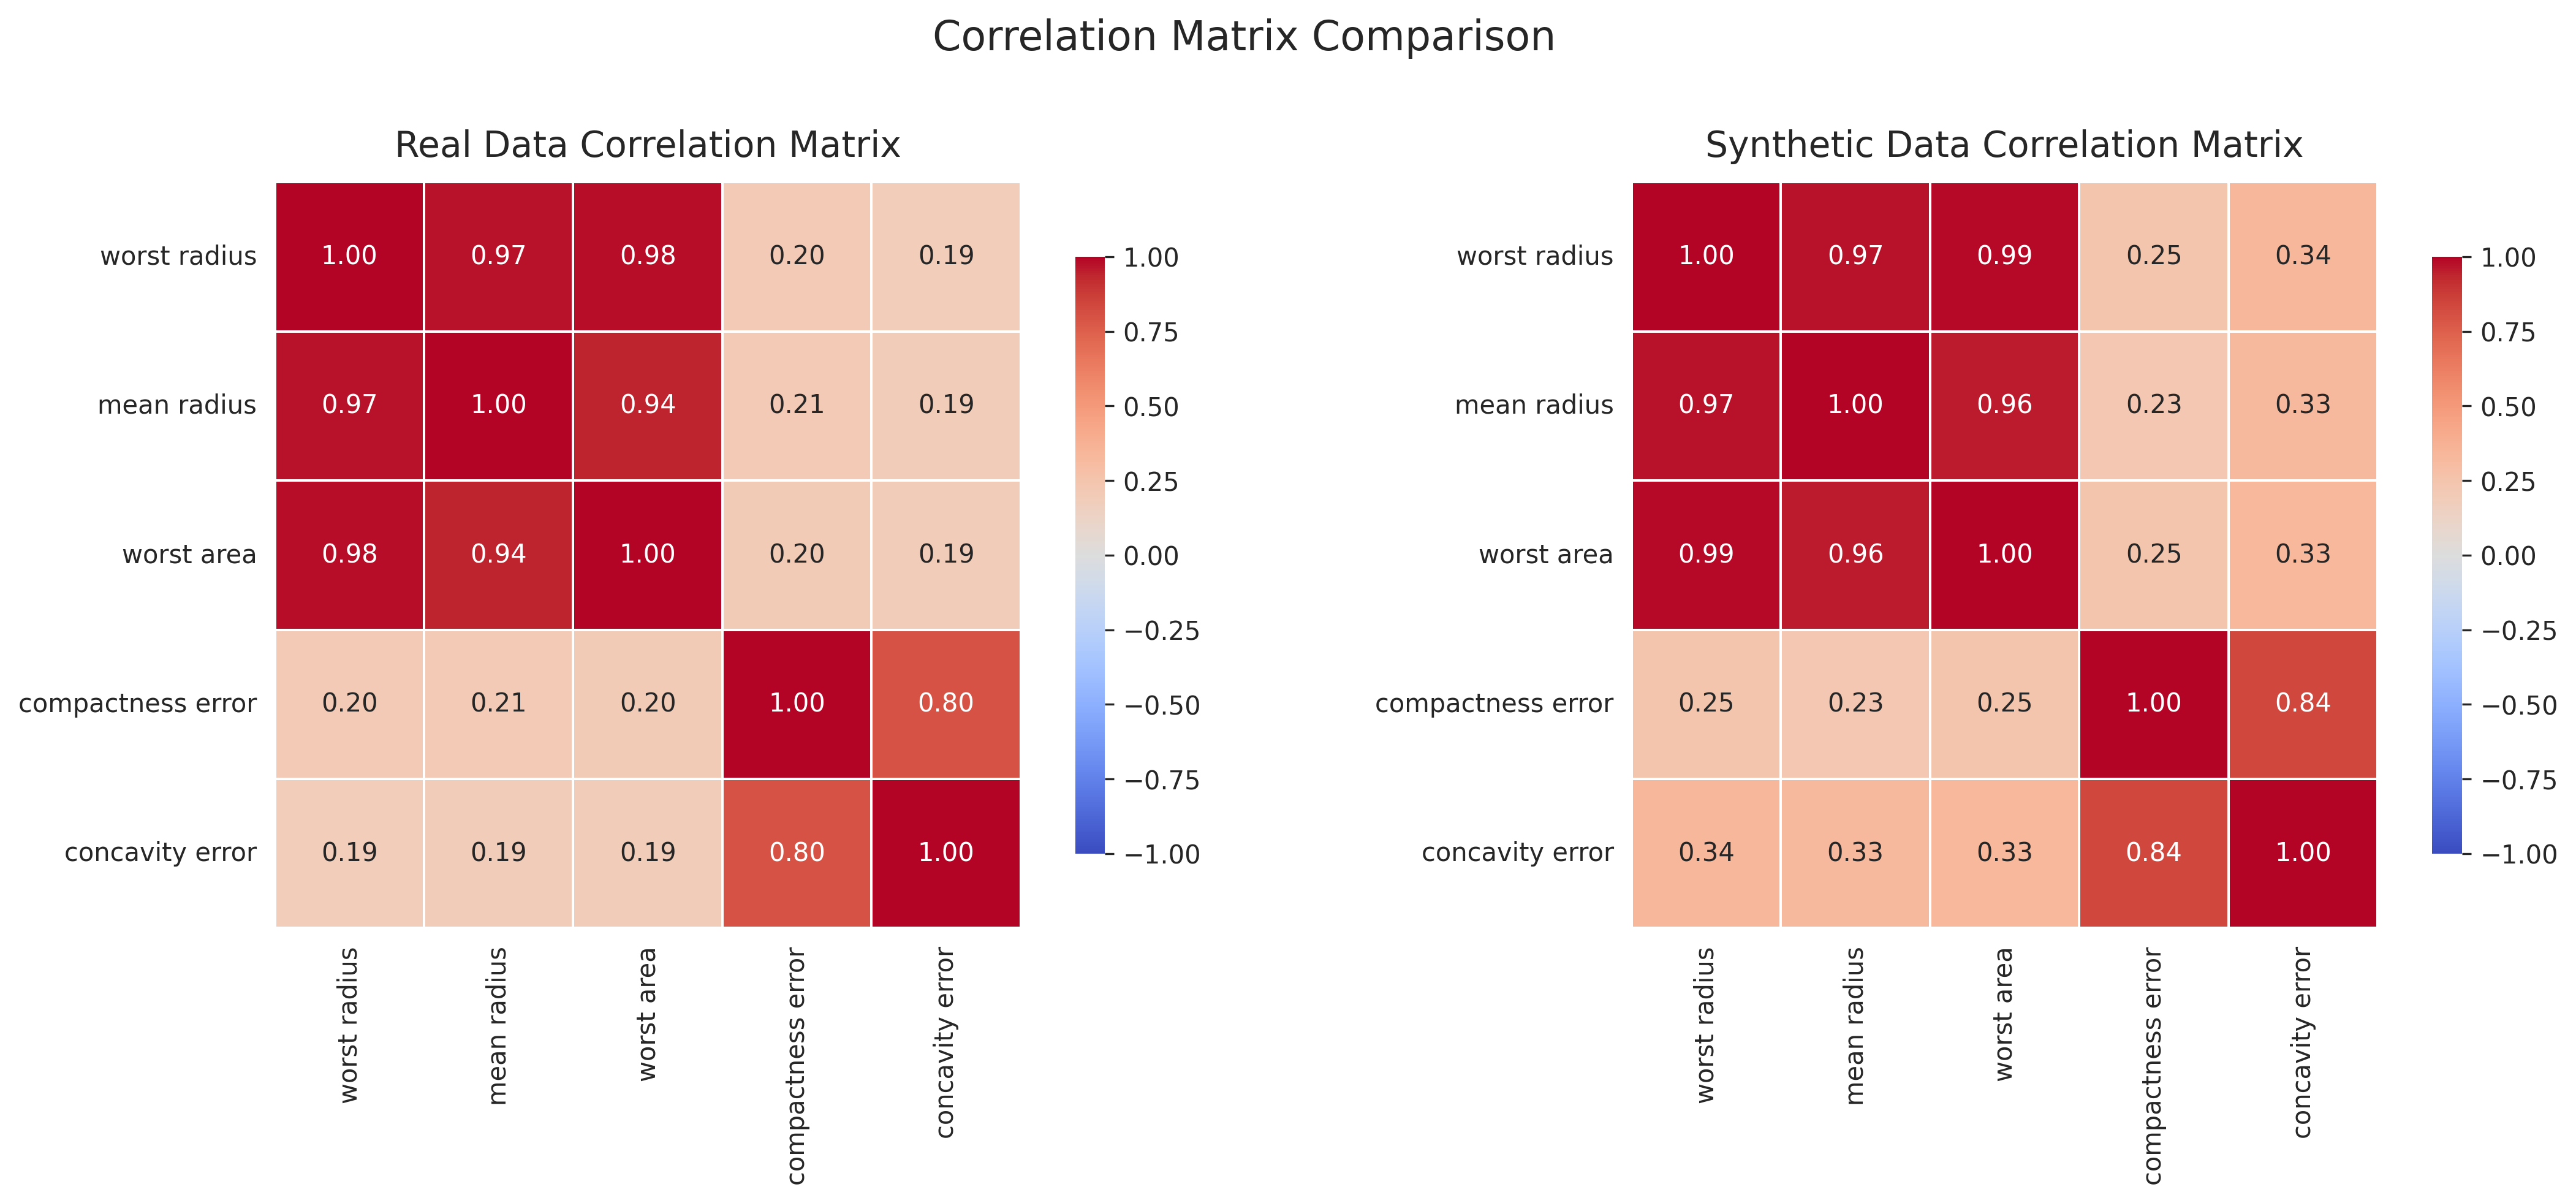 Correlation Matrix Comparison
Real Data Correlation Matrix
worst radius 1.00 0.97 0.98 0.20 0.19
mean radius 0.97 1.00 0.94 0.21 0.19
worst area 0.98 0.94 1.00 0.20 0.19
compactness error 0.20 0.21 0.20 1.00 0.80
concavity error 0.19 0.19 0.19 0.80 1.00
worst radius
mean radius
worst area
compactness error
concavity error
1.00
0.75
0.50
0.25
0.00
−0.25
−0.50
−0.75
−1.00
Synthetic Data Correlation Matrix
worst radius 1.00 0.97 0.99 0.25 0.34
mean radius 0.97 1.00 0.96 0.23 0.33
worst area 0.99 0.96 1.00 0.25 0.33
compactness error 0.25 0.23 0.25 1.00 0.84
concavity error 0.34 0.33 0.33 0.84 1.00
worst radius
mean radius
worst area
compactness error
concavity error
1.00
0.75
0.50
0.25
0.00
−0.25
−0.50
−0.75
−1.00